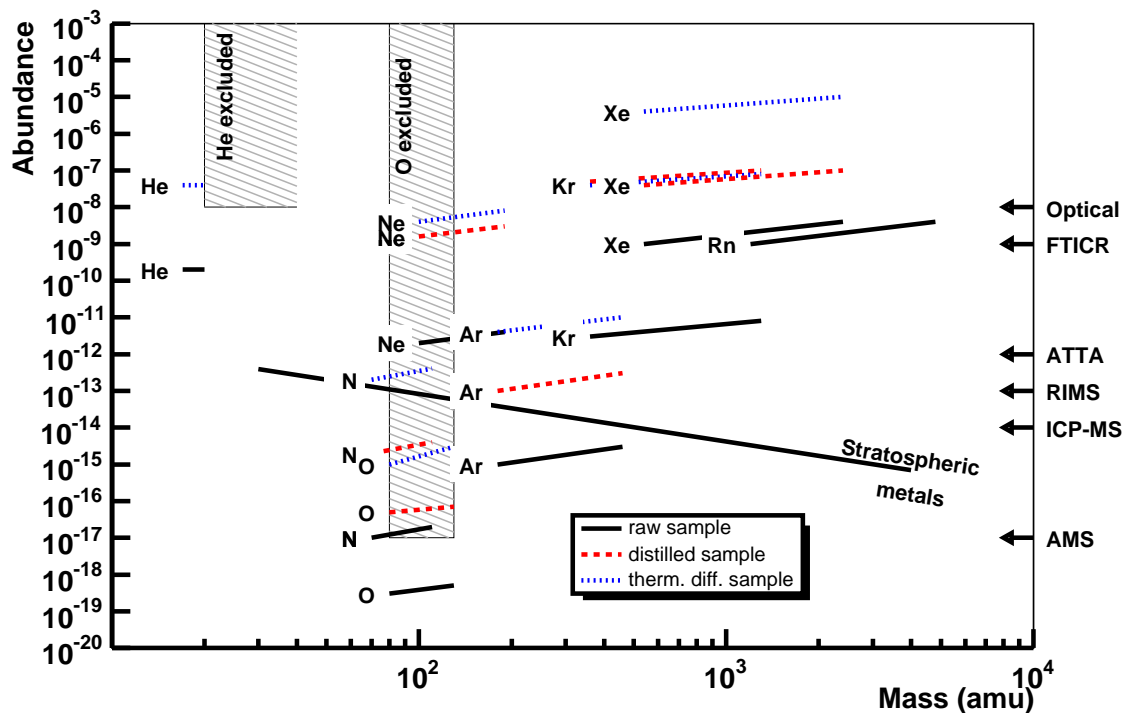 Abundance
10^-3
10^-4
10^-5
10^-6
10^-7
10^-8
10^-9
10^-10
10^-11
10^-12
10^-13
10^-14
10^-15
10^-16
10^-17
10^-18
10^-19
10^-20
He excluded
O excluded
Xe
He
Kr
Xe
Ne
Ne
Xe
Rn
He
Ne
Ar
Kr
N
Ar
N
O
Ar
O
N
O
Stratospheric
metals
Optical
FTICR
ATTA
RIMS
ICP-MS
AMS
raw sample
distilled sample
therm. diff. sample
10^2
10^3
10^4
Mass (amu)